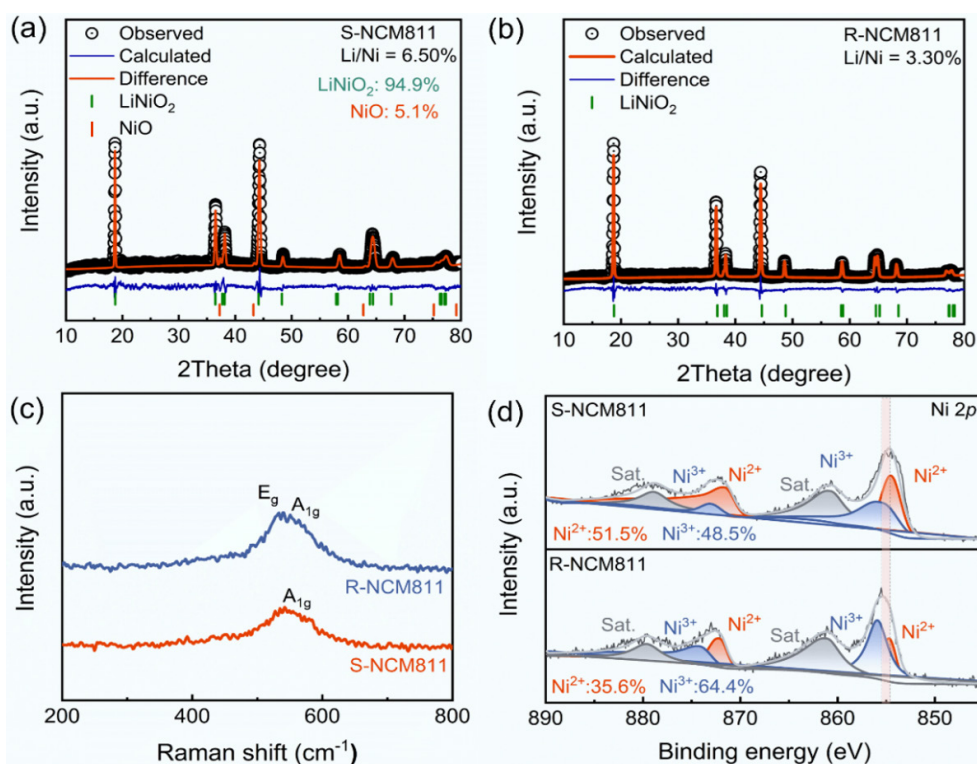 (a)
Observed
Calculated
Difference
LiNiO₂
NiO
S-NCM811
Li/Ni = 6.50%
LiNiO₂: 94.9%
NiO: 5.1%
Intensity (a.u.)
10 20 30 40 50 60 70 80
2Theta (degree)
(b)
Observed
Calculated
Difference
LiNiO₂
R-NCM811
Li/Ni = 3.30%
Intensity (a.u.)
10 20 30 40 50 60 70 80
2Theta (degree)
(c)
E_g A₁g
R-NCM811
A₁g
S-NCM811
Intensity (a.u.)
200 400 600 800
Raman shift (cm⁻¹)
(d)
S-NCM811 Ni 2p
Sat. Ni³⁺ Ni²⁺ Sat. Ni³⁺ Ni²⁺
Ni²⁺:51.5% Ni³⁺:48.5%
R-NCM811
Sat. Ni³⁺ Ni²⁺ Sat. Ni³⁺ Ni²⁺
Ni²⁺:35.6% Ni³⁺:64.4%
Intensity (a.u.)
Intensity (a.u.)
890 880 870 860 850
Binding energy (eV)